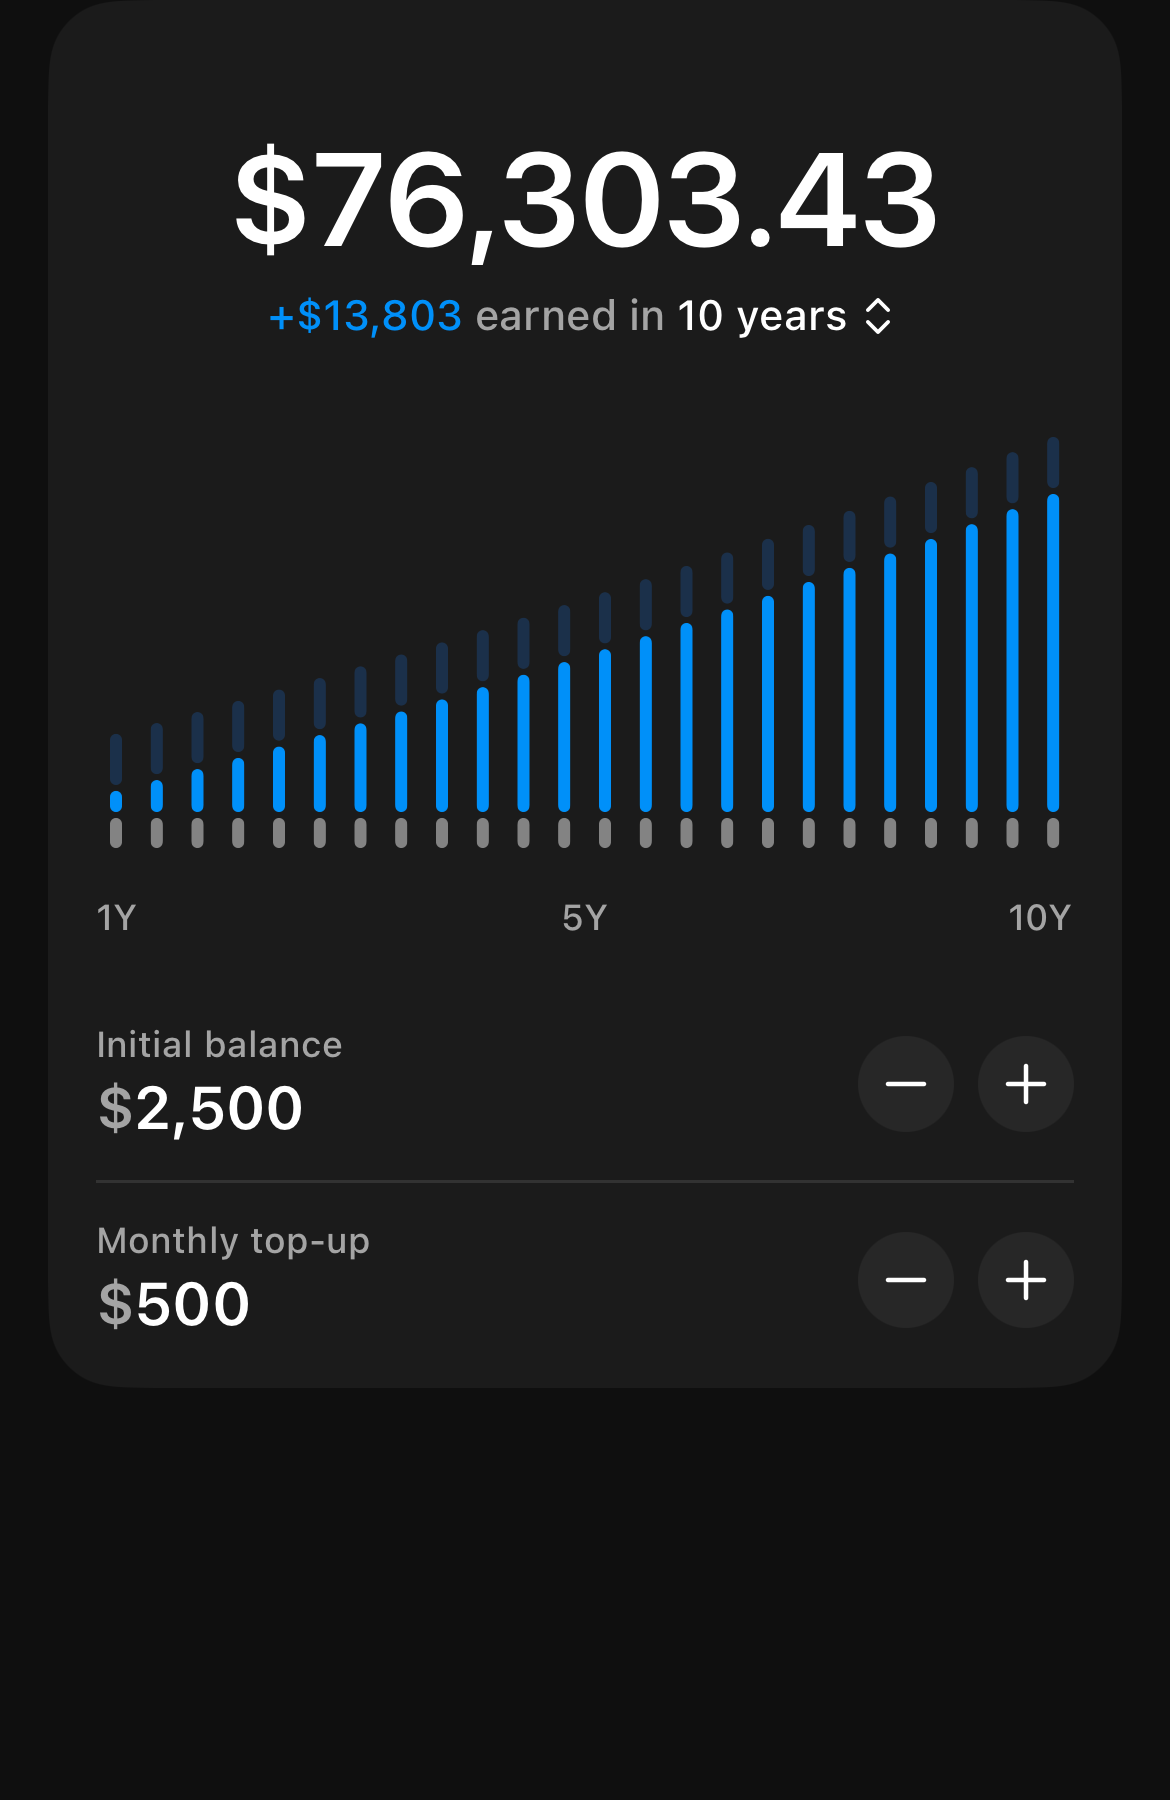 $76,303.43
+$13,803 earned in 10 years
1Y 5Y 10Y
Initial balance
$2,500
Monthly top-up
$500